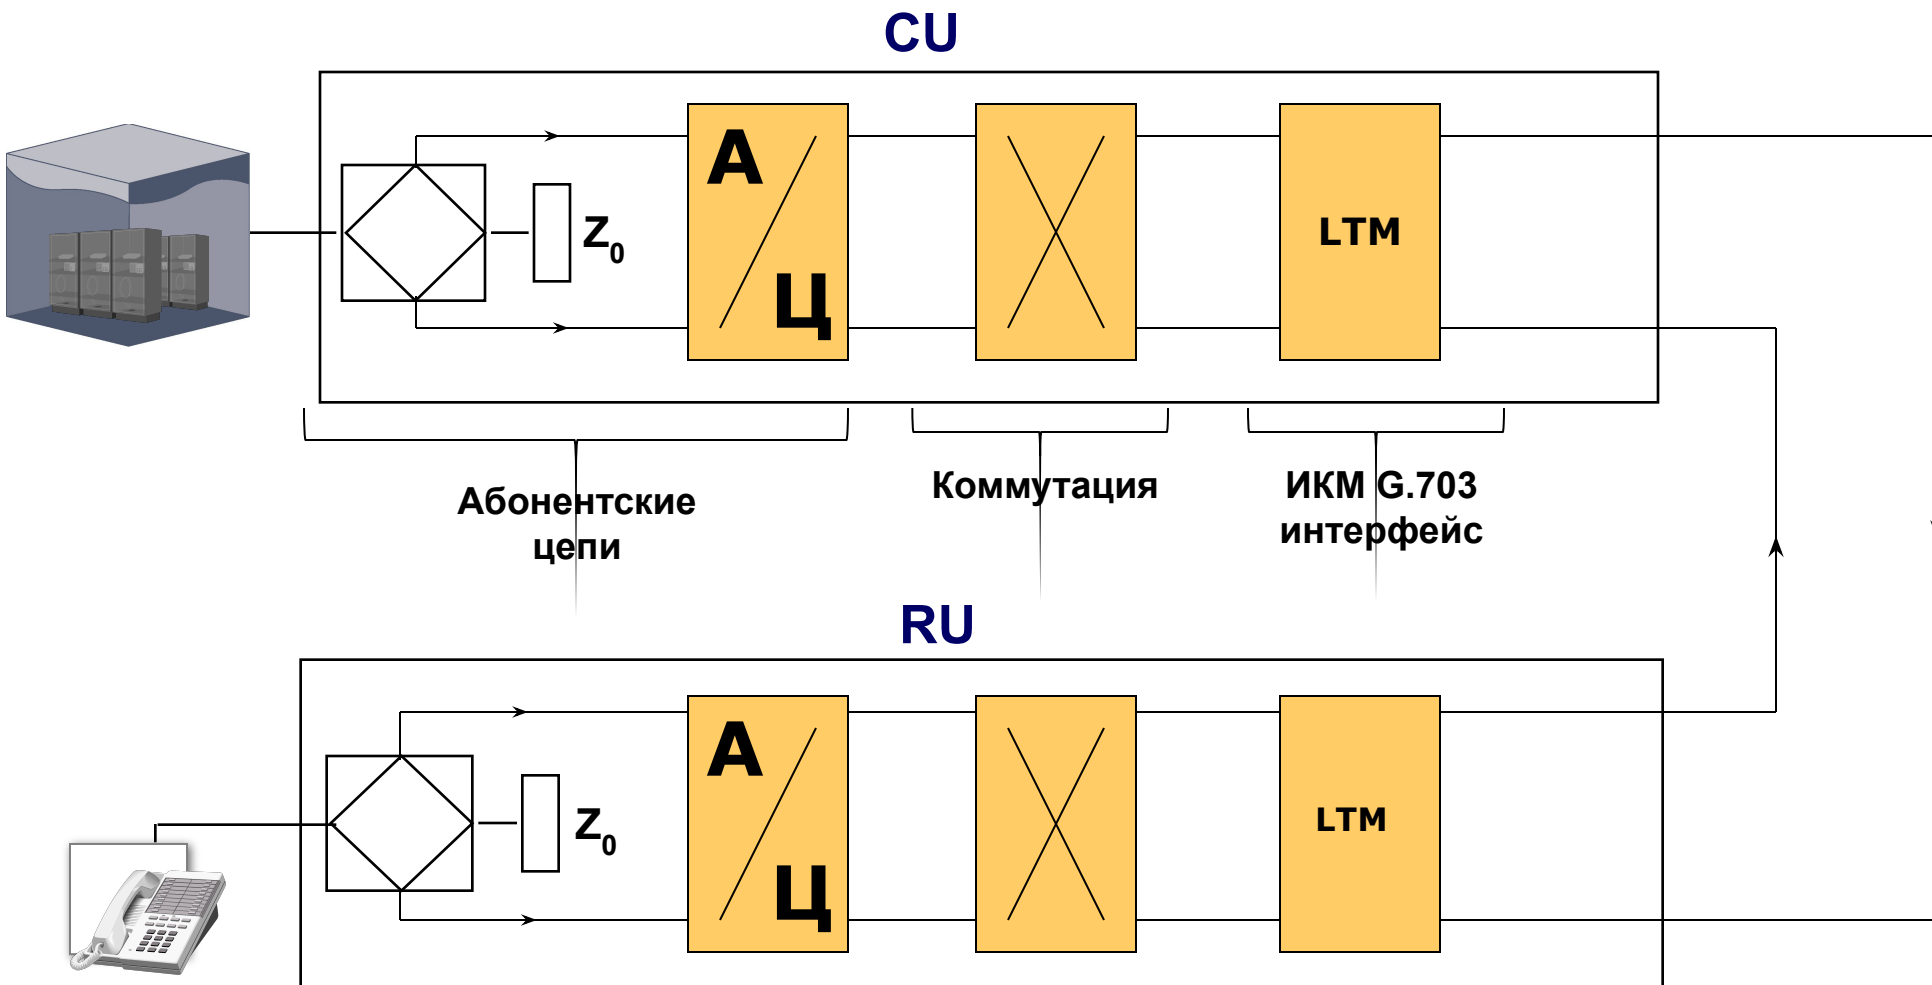 CU
А
Z0
LTM
Ц
Абонентские
цепи
Коммутация
ИКМ G.703
интерфейс
RU
А
Z0
LTM
Ц